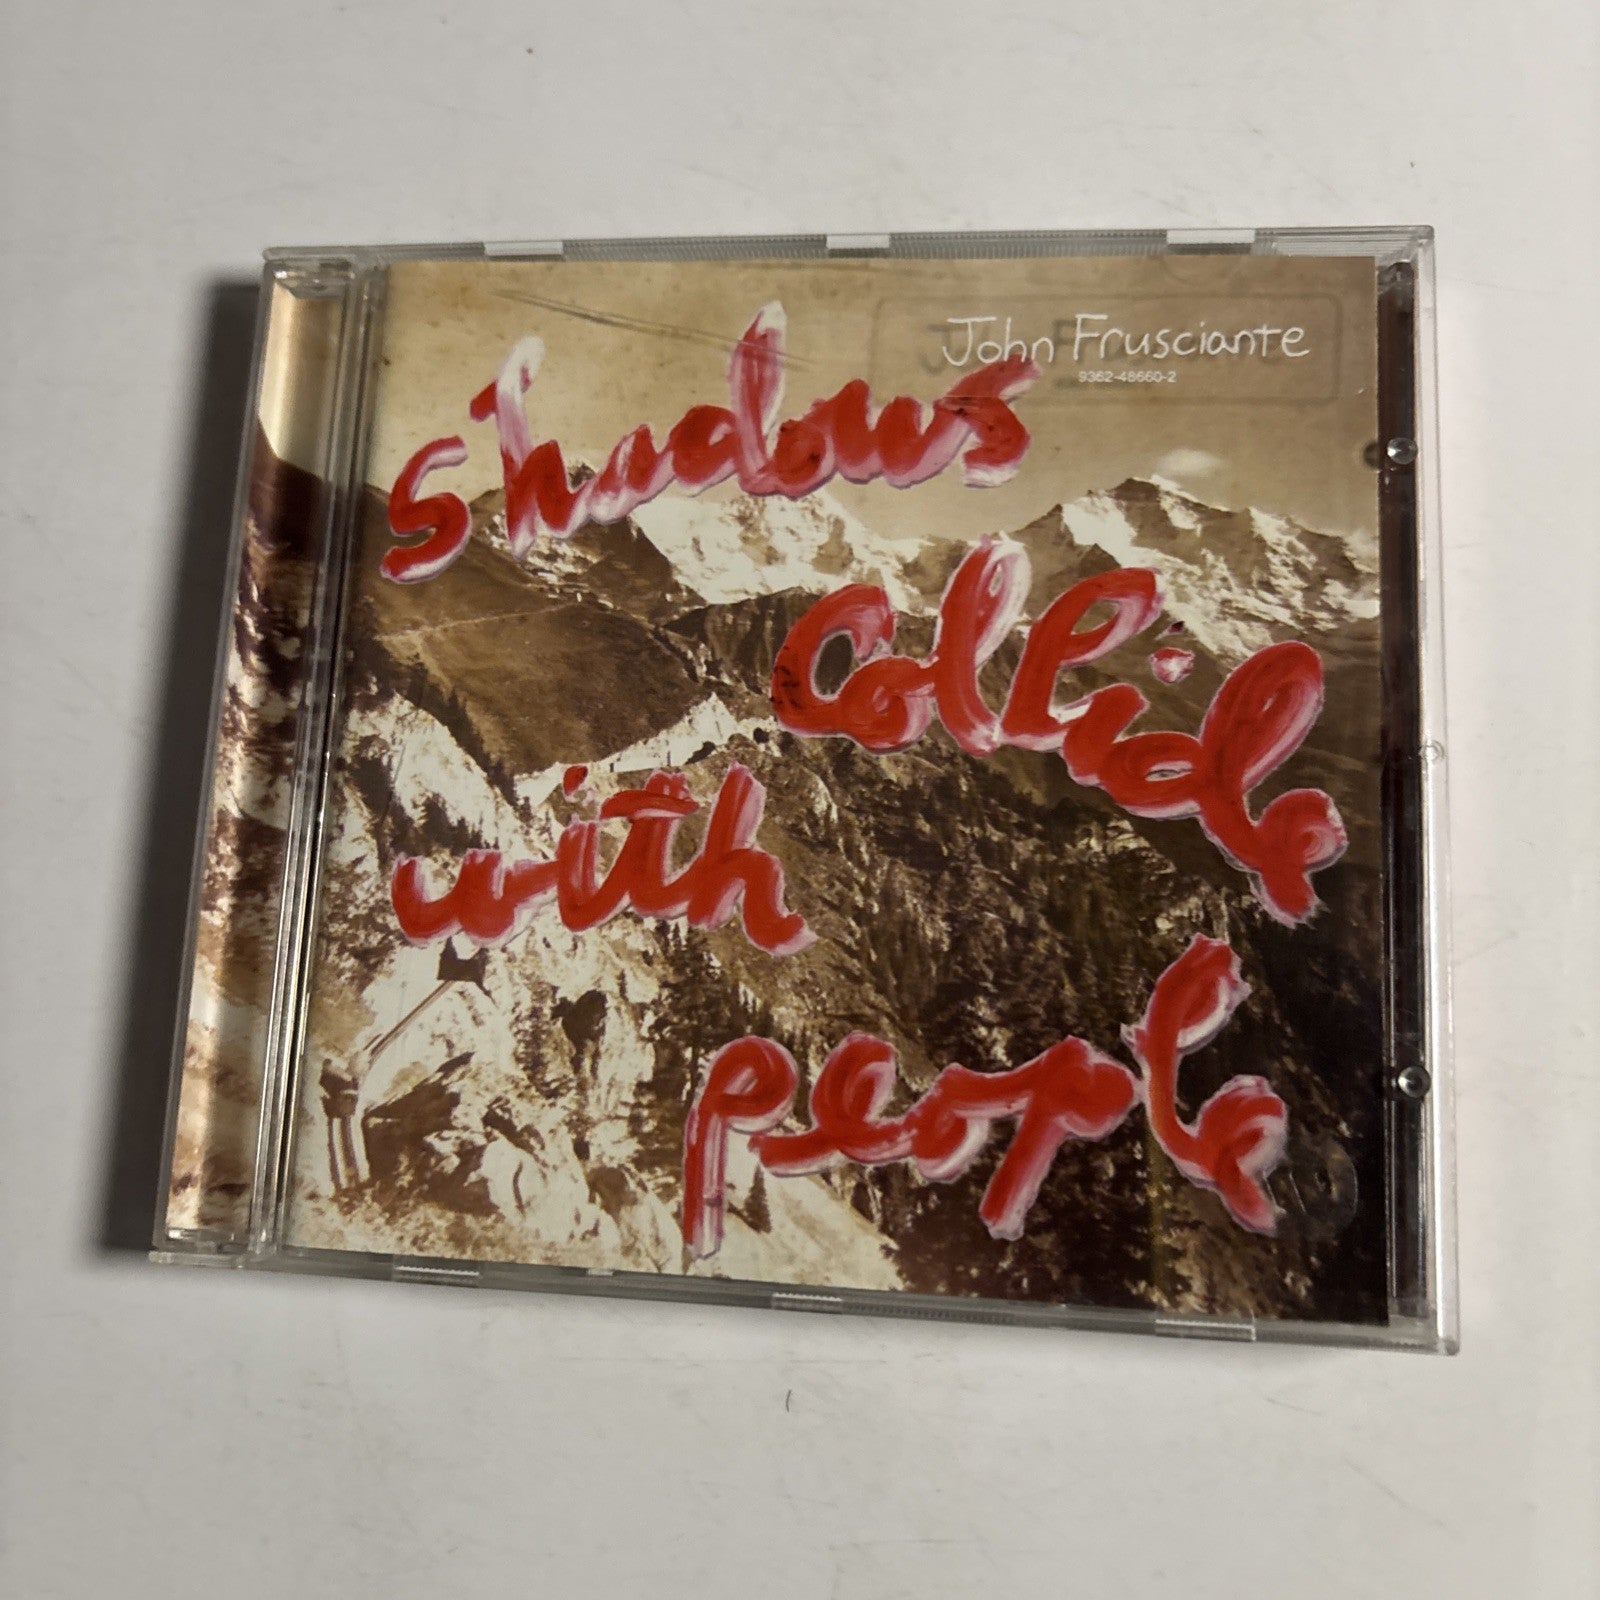 John Frusciante
9362-48660-2
shadows
Collide
with
people